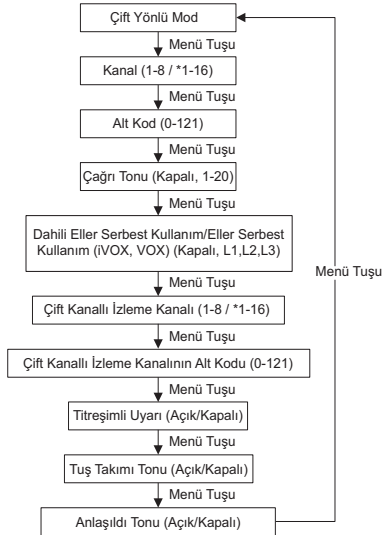 Çift Yönlü Mod
Menü Tuşu
Kanal (1-8 / *1-16)
Menü Tuşu
Alt Kod (0-121)
Menü Tuşu
Çağrı Tonu (Kapalı, 1-20)
Menü Tuşu
Dahili Eller Serbest Kullanım/Eller Serbest
Kullanım (iVOX, VOX) (Kapalı, L1,L2,L3)
Menü Tuşu
Menü Tuşu
Çift Kanallı İzleme Kanalı (1-8 / *1-16)
Menü Tuşu
Çift Kanallı İzleme Kanalının Alt Kodu (0-121)
Menü Tuşu
Titreşimli Uyarı (Açık/Kapalı)
Menü Tuşu
Tuş Takımı Tonu (Açık/Kapalı)
Menü Tuşu
Anlaşıldı Tonu (Açık/Kapalı)